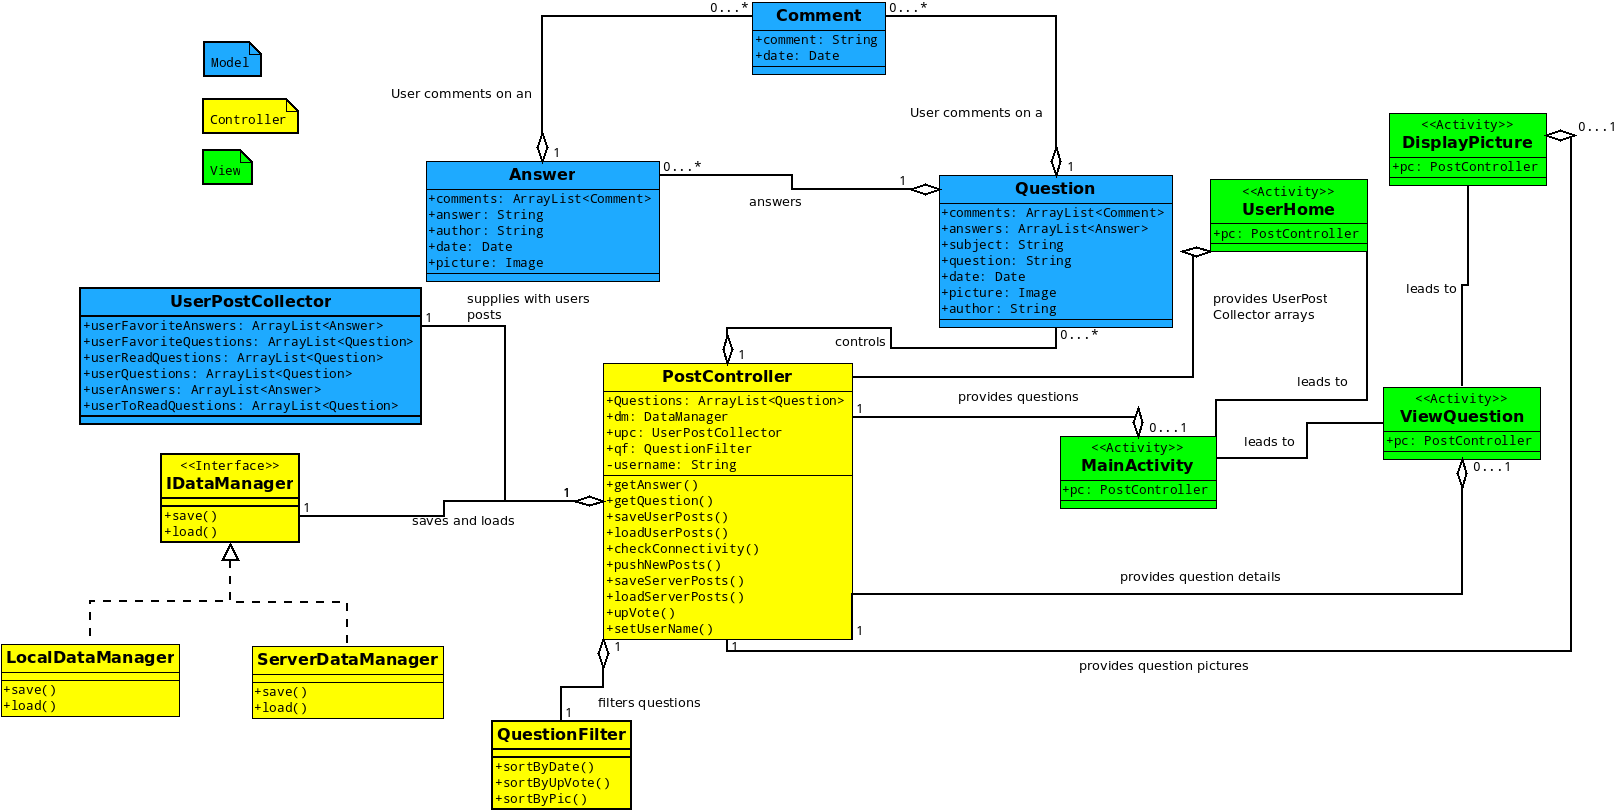 Model
Controller
View
0...*
0...*
Comment
+comment: String
+date: Date
User comments on an
1
User comments on a
1
Answer
+comments: ArrayList<Comment>
+answer: String
+author: String
+date: Date
+picture: Image
0...*
answers
1
Question
+comments: ArrayList<Comment>
+answers: ArrayList<Answer>
+subject: String
+question: String
+date: Date
+picture: Image
+author: String
0...*
<<Activity>>
UserHome
+pc: PostController
<<Activity>>
DisplayPicture
+pc: PostController
0...1
provides UserPost
Collector arrays
leads to
leads to
UserPostCollector
+userFavoriteAnswers: ArrayList<Answer>
+userFavoriteQuestions: ArrayList<Question>
+userReadQuestions: ArrayList<Question>
+userQuestions: ArrayList<Question>
+userAnswers: ArrayList<Answer>
+userToReadQuestions: ArrayList<Question>
supplies with users
posts
1
controls
1
PostController
+Questions: ArrayList<Question>
+dm: DataManager
+upc: UserPostCollector
+qf: QuestionFilter
-username: String
+getAnswer()
+getQuestion()
+saveUserPosts()
+loadUserPosts()
+checkConnectivity()
+pushNewPosts()
+saveServerPosts()
+loadServerPosts()
+upVote()
+setUserName()
provides questions
1
0...1
<<Activity>>
MainActivity
+pc: PostController
leads to
<<Activity>>
ViewQuestion
+pc: PostController
0...1
<<Interface>>
IDataManager
+save()
+load()
1
saves and loads
1
provides question details
1
1
provides question pictures
LocalDataManager
+save()
+load()
ServerDataManager
+save()
+load()
1
filters questions
1
QuestionFilter
+sortByDate()
+sortByUpVote()
+sortByPic()